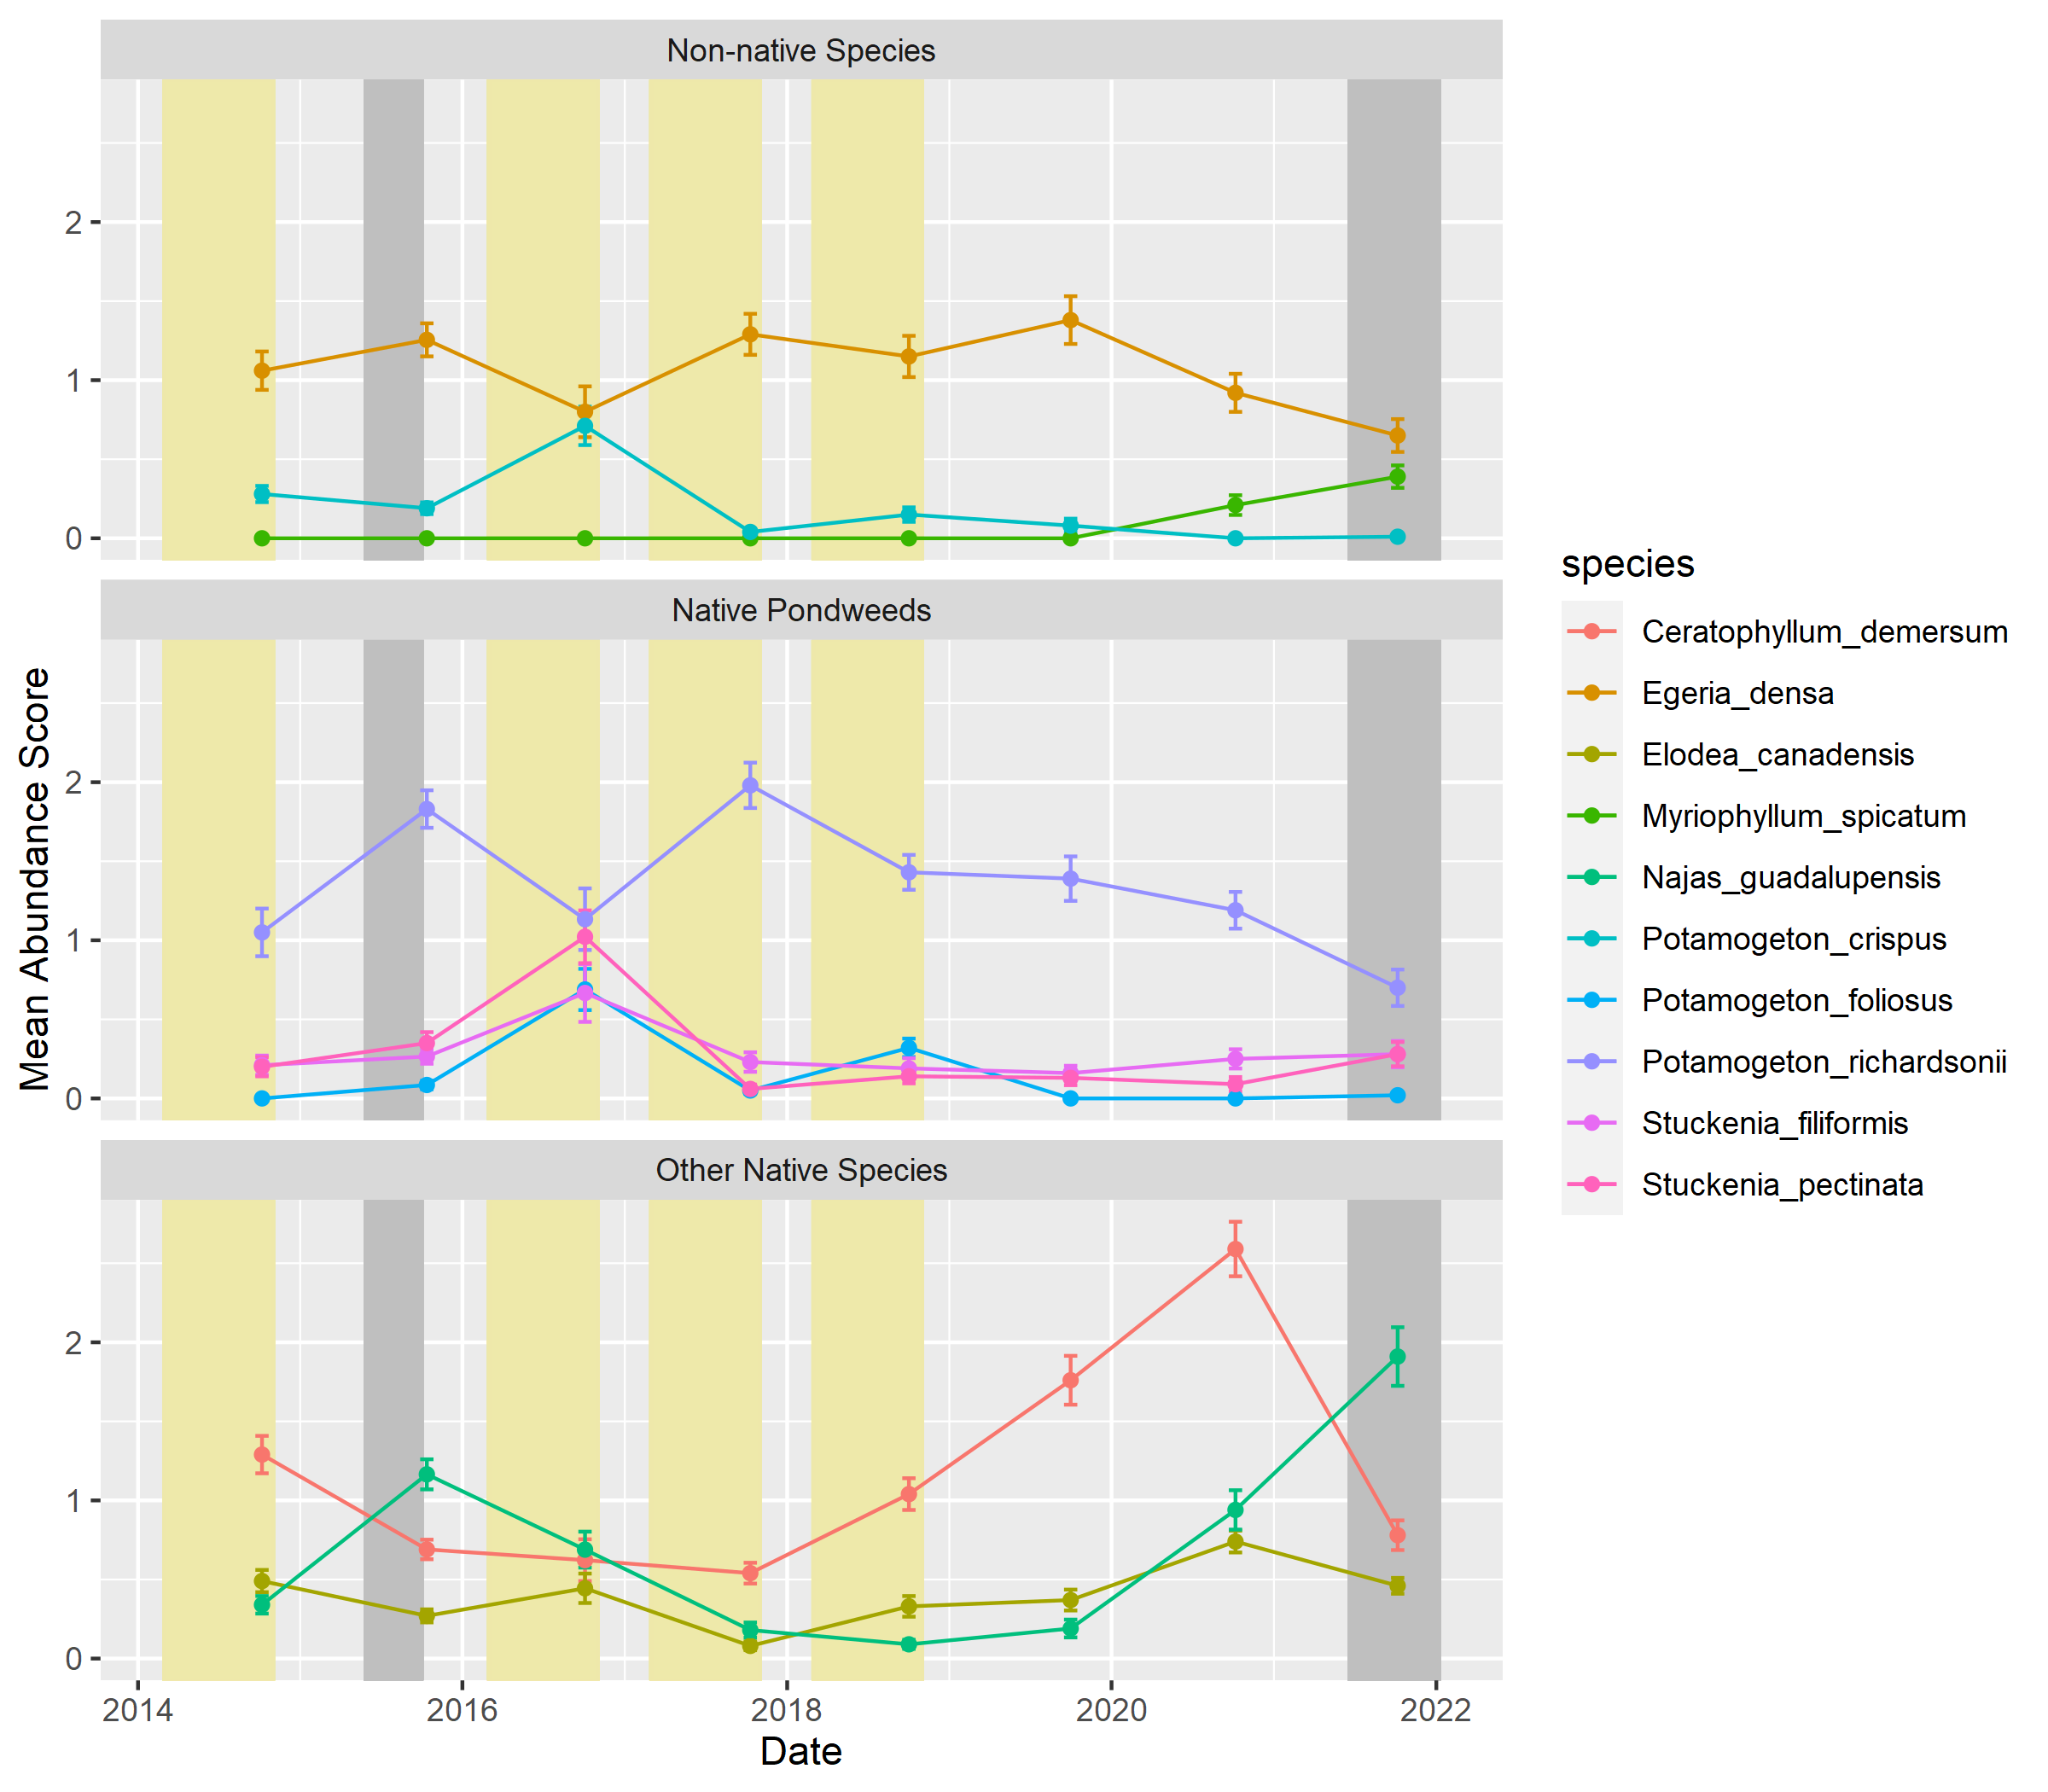 Non-native Species
2
1
0
Native Pondweeds
2
1
0
Other Native Species
2
1
0
2014 2016 2018 2020 2022
Date
Mean Abundance Score
species
Ceratophyllum_demersum
Egeria_densa
Elodea_canadensis
Myriophyllum_spicatum
Najas_guadalupensis
Potamogeton_crispus
Potamogeton_foliosus
Potamogeton_richardsonii
Stuckenia_filiformis
Stuckenia_pectinata